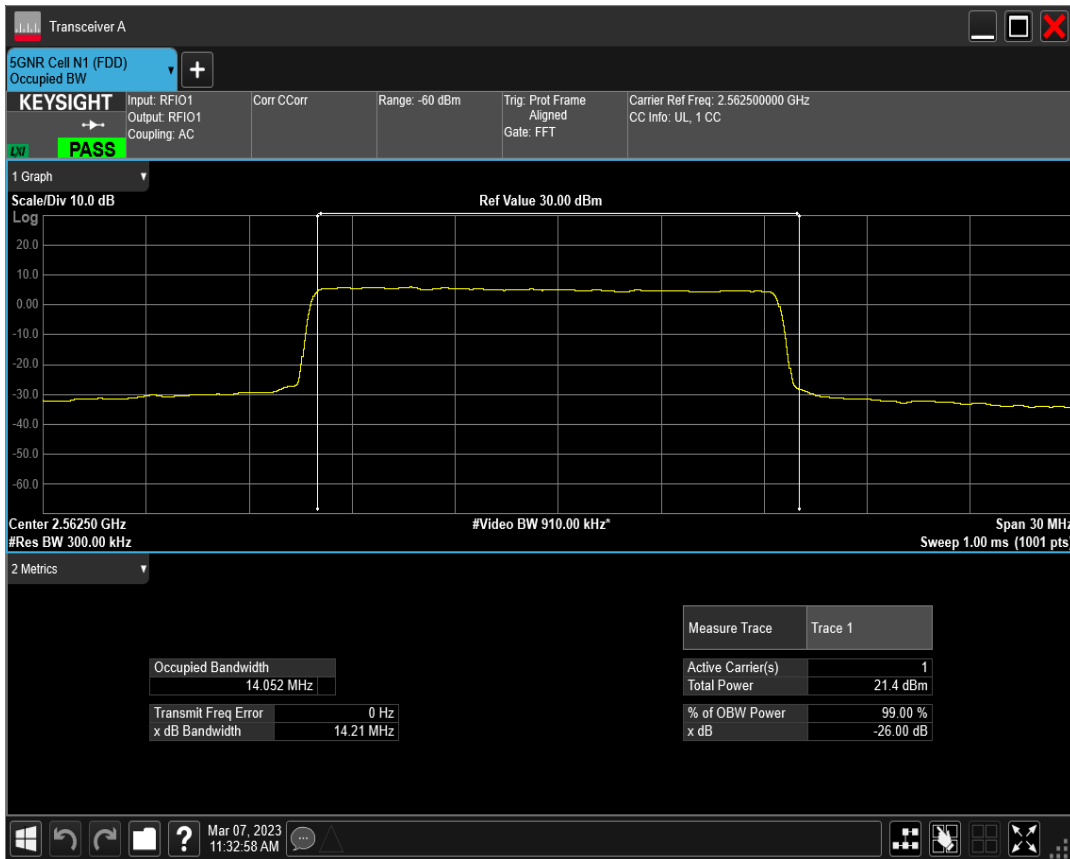 Transceiver A
5GNR Cell N1 (FDD)
Occupied BW
+
KEYSIGHT
LXI
PASS
Input: RFIO1
Output: RFIO1
Coupling: AC
Corr CCorr
Range: -60 dBm
Trig: Prot Frame
Aligned
Gate: FFT
Carrier Ref Freq: 2.562500000 GHz
CC Info: UL, 1 CC
1 Graph
Scale/Div 10.0 dB
Ref Value 30.00 dBm
Log
20.0
10.0
0.00
-10.0
-20.0
-30.0
-40.0
-50.0
-60.0
Center 2.56250 GHz
#Video BW 910.00 kHz*
Span 30 MHz
#Res BW 300.00 kHz
Sweep 1.00 ms (1001 pts)
2 Metrics
Measure Trace Trace 1
Occupied Bandwidth
14.052 MHz
Active Carrier(s) 1
Total Power 21.4 dBm
Transmit Freq Error 0 Hz
x dB Bandwidth 14.21 MHz
% of OBW Power 99.00 %
x dB -26.00 dB
?
Mar 07, 2023
11:32:58 AM